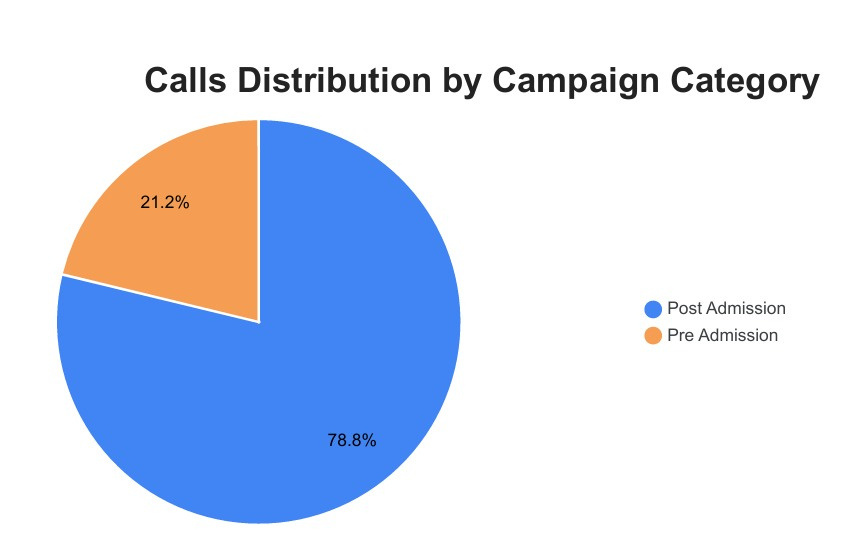 Calls Distribution by Campaign Category
21.2%
78.8%
Post Admission
Pre Admission